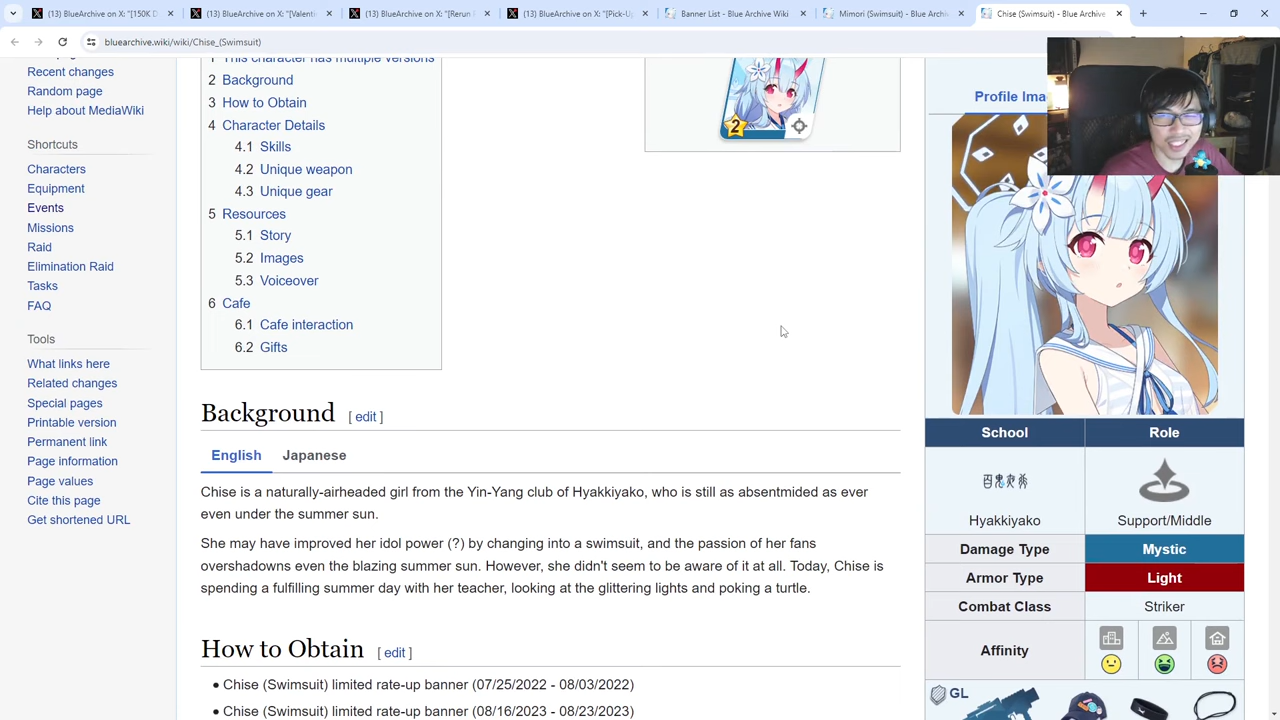 (13) BlueArchive on X: "[150K D
(13) BlueArchive on X: "[Valenti
(13) BlueArchive on X: "[Rerun
(13) BlueArchive on X: "[Pick-U
Banner List - Blue Archive Wiki
Mimori (Swimsuit) - Blue Archi
Chise (Swimsuit) - Blue Archive
bluearchive.wiki/wiki/Chise_(Swimsuit)
Recent changes
Random page
Help about MediaWiki
Shortcuts
Characters
Equipment
Events
Missions
Raid
Elimination Raid
Tasks
FAQ
Tools
What links here
Related changes
Special pages
Printable version
Permanent link
Page information
Page values
Cite this page
Get shortened URL
1 This character has multiple versions
2 Background
3 How to Obtain
4 Character Details
4.1 Skills
4.2 Unique weapon
4.3 Unique gear
5 Resources
5.1 Story
5.2 Images
5.3 Voiceover
6 Cafe
6.1 Cafe interaction
6.2 Gifts
2
Background [ edit ]
English Japanese
Chise is a naturally-airheaded girl from the Yin-Yang club of Hyakkiyako, who is still as absentmided as ever
even under the summer sun.
She may have improved her idol power (?) by changing into a swimsuit, and the passion of her fans
overshadows even the blazing summer sun. However, she didn't seem to be aware of it at all. Today, Chise is
spending a fulfilling summer day with her teacher, looking at the glittering lights and poking a turtle.
How to Obtain [ edit ]
• Chise (Swimsuit) limited rate-up banner (07/25/2022 - 08/03/2022)
• Chise (Swimsuit) limited rate-up banner (08/16/2023 - 08/23/2023)
Profile Ima
School Role
Hyakkiyako Support/Middle
Damage Type Mystic
Armor Type Light
Combat Class Striker
Affinity
GL